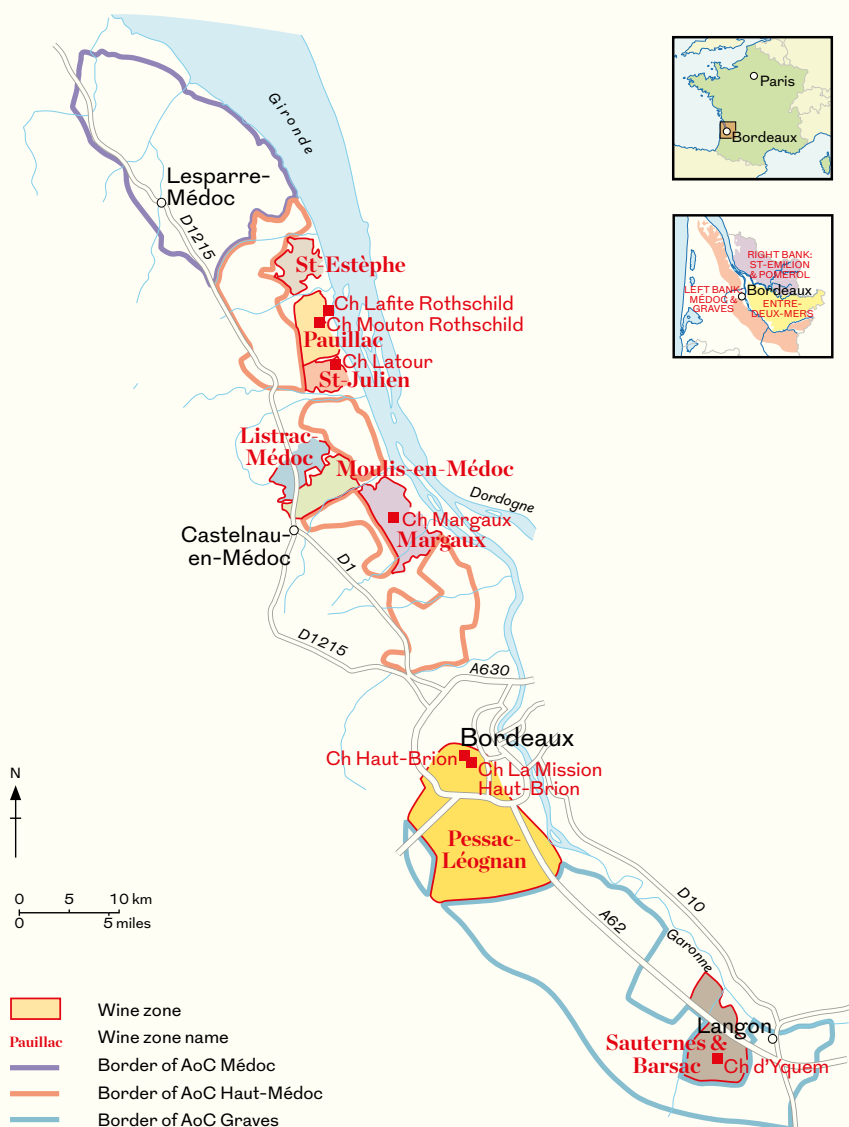 Gironde
Paris
Bordeaux
Lesparre-
Médoc
D1215
RIGHT BANK:
ST-EMILION
& POMEROL
LEFT BANK:
MÉDOC &
GRAVES
Bordeaux
ENTRE-
DEUX-MERS
St-Estèphe
Ch Lafite Rothschild
Ch Mouton Rothschild
Pauillac
Ch Latour
St-Julien
Listrac-
Médoc
Moulis-en-Médoc
Dordogne
Ch Margaux
Margaux
Castelnau-
en-Médoc
D1
D1215
A630
Bordeaux
Ch Haut-Brion
Ch La Mission
Haut-Brion
N
Pessac-
Léognan
0 5 10 km
0 5 miles
D10
A62
Garonne
Langon
Sauternes &
Barsac
Ch d'Yquem
Wine zone
Pauillac Wine zone name
Border of AoC Médoc
Border of AoC Haut-Médoc
Border of AoC Graves